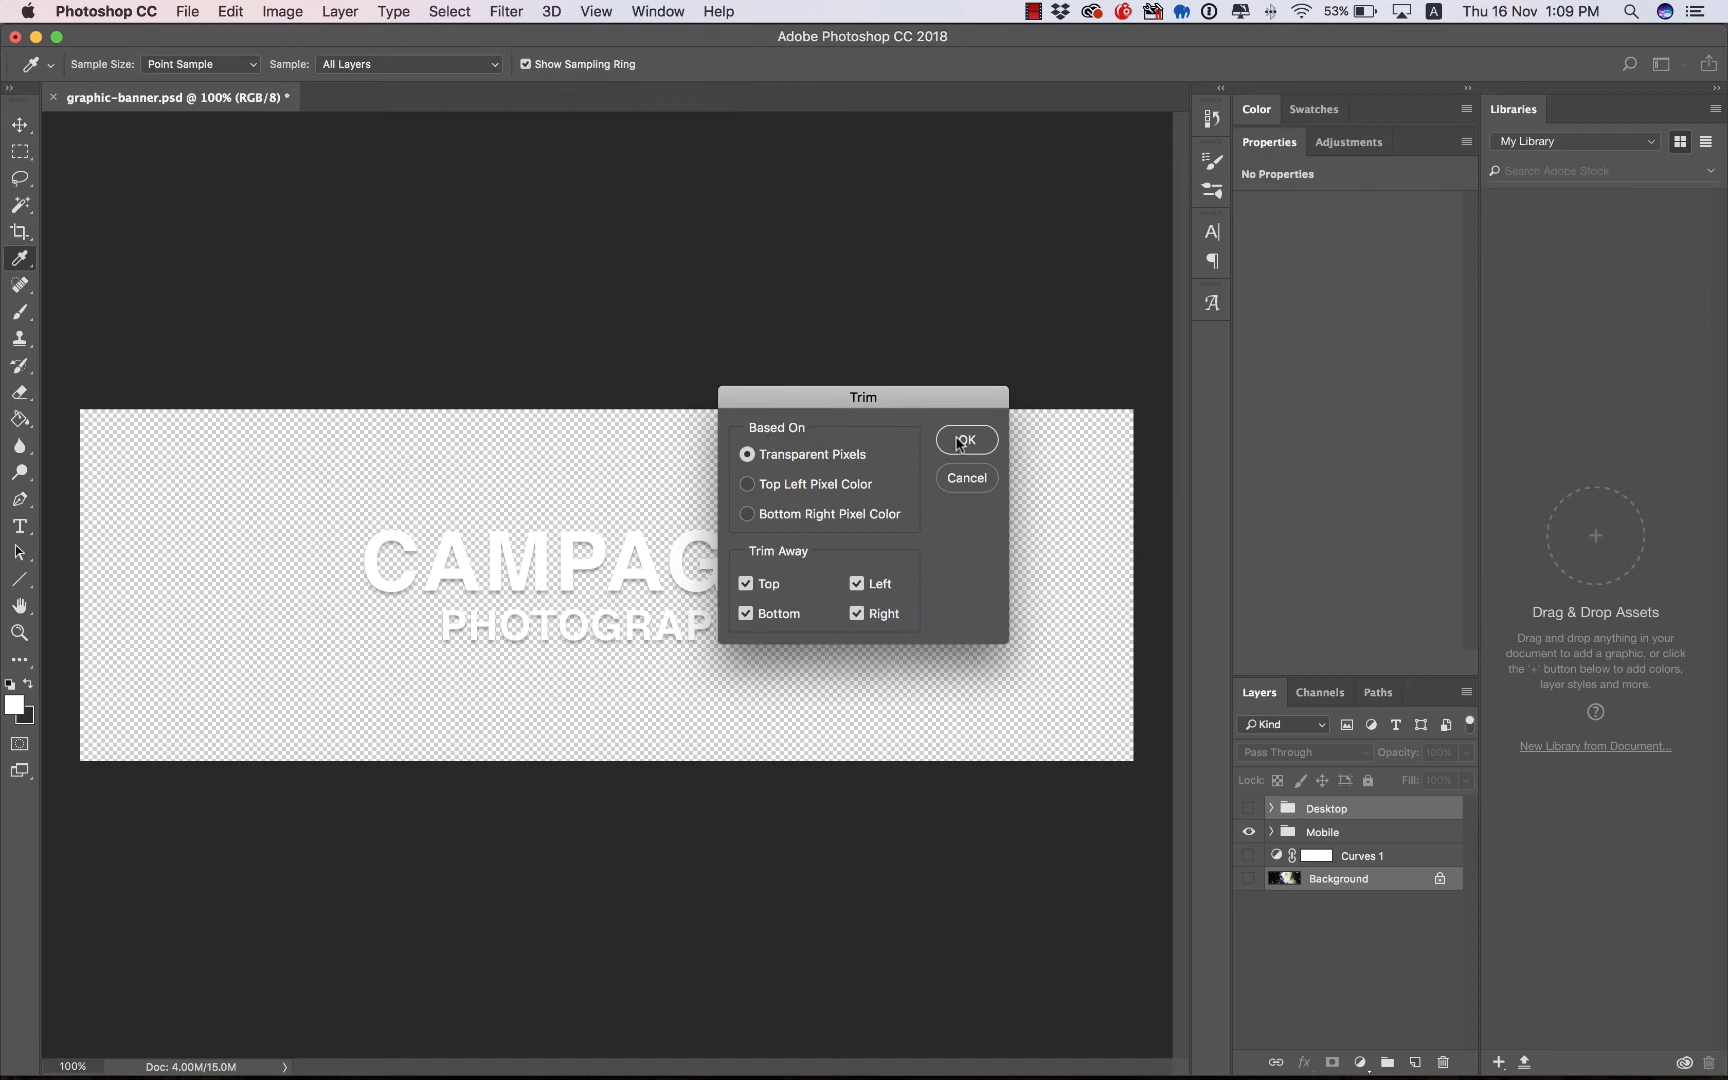 Photoshop CC File Edit Image Layer Type Select Filter 3D View Window Help 53% A Thu 16 Nov 1:09 PM
Adobe Photoshop CC 2018
Sample Size: Point Sample Sample: All Layers Show Sampling Ring
× graphic-banner.psd @ 100% (RGB/8) *
Color Swatches
Properties Adjustments
No Properties
Libraries
My Library
Search Adobe Stock
Trim
Based On
Transparent Pixels
Top Left Pixel Color
Bottom Right Pixel Color
OK
Cancel
Trim Away
Top Left
Bottom Right
CAMPAG
PHOTOGRAP
Drag & Drop Assets
Drag and drop anything in your
document to add a graphic, or click
the '+' button below to add colors,
layer styles and more.
New Library from Document...
Layers Channels Paths
Kind
Pass Through Opacity: 100%
Lock: Fill: 100%
Desktop
Mobile
Curves 1
Background
fx
100% Doc: 4.00M/15.0M